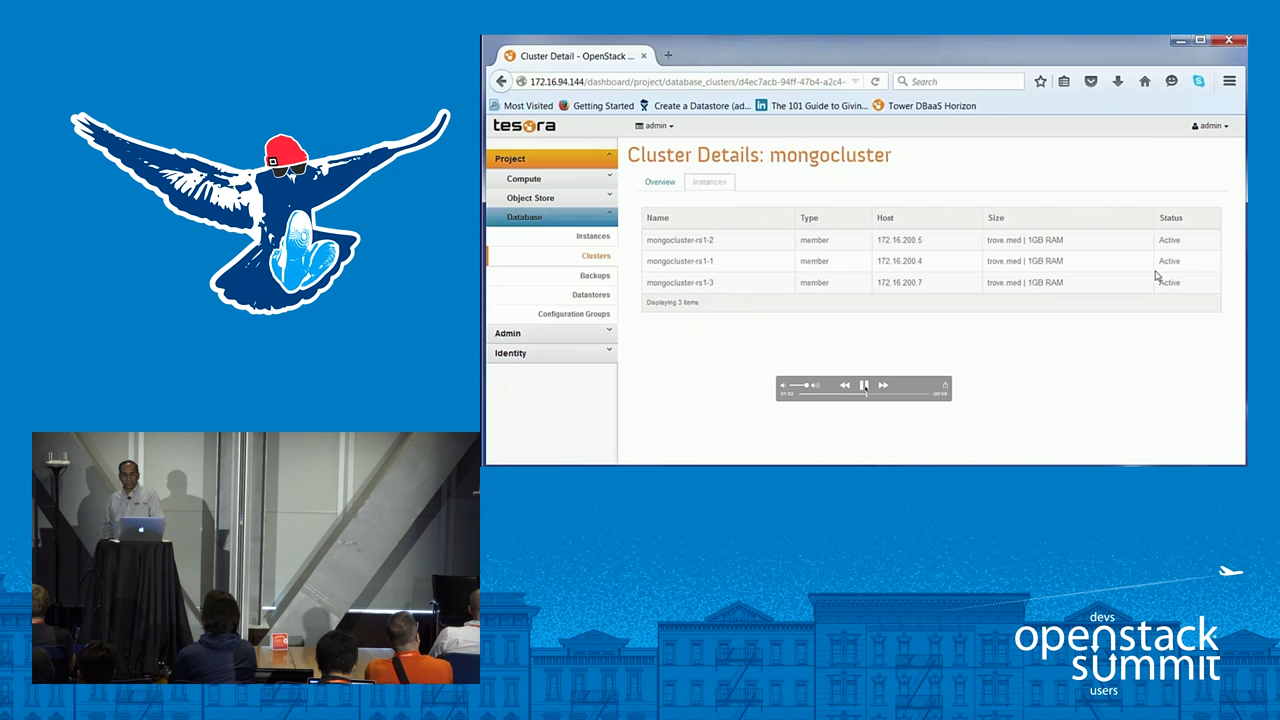 Cluster Detail - OpenStack ...
172.16.94.144/dashboard/project/database_clusters/d4ec7acb-94ff-47b4-a2c4-
Search
Most Visited Getting Started Create a Datastore (ad... The 101 Guide to Givin... Tower DBaaS Horizon
tesora admin admin
Project
Compute
Object Store
Database
Instances
Clusters
Backups
Datastores
Configuration Groups
Admin
Identity
Cluster Details: mongocluster
Overview Instances
Name Type Host Size Status
mongocluster-rs1-2 member 172.16.200.5 trove.med | 1GB RAM Active
mongocluster-rs1-1 member 172.16.200.4 trove.med | 1GB RAM Active
mongocluster-rs1-3 member 172.16.200.7 trove.med | 1GB RAM Active
Displaying 3 items
01:02
devs
openstack
summit
users